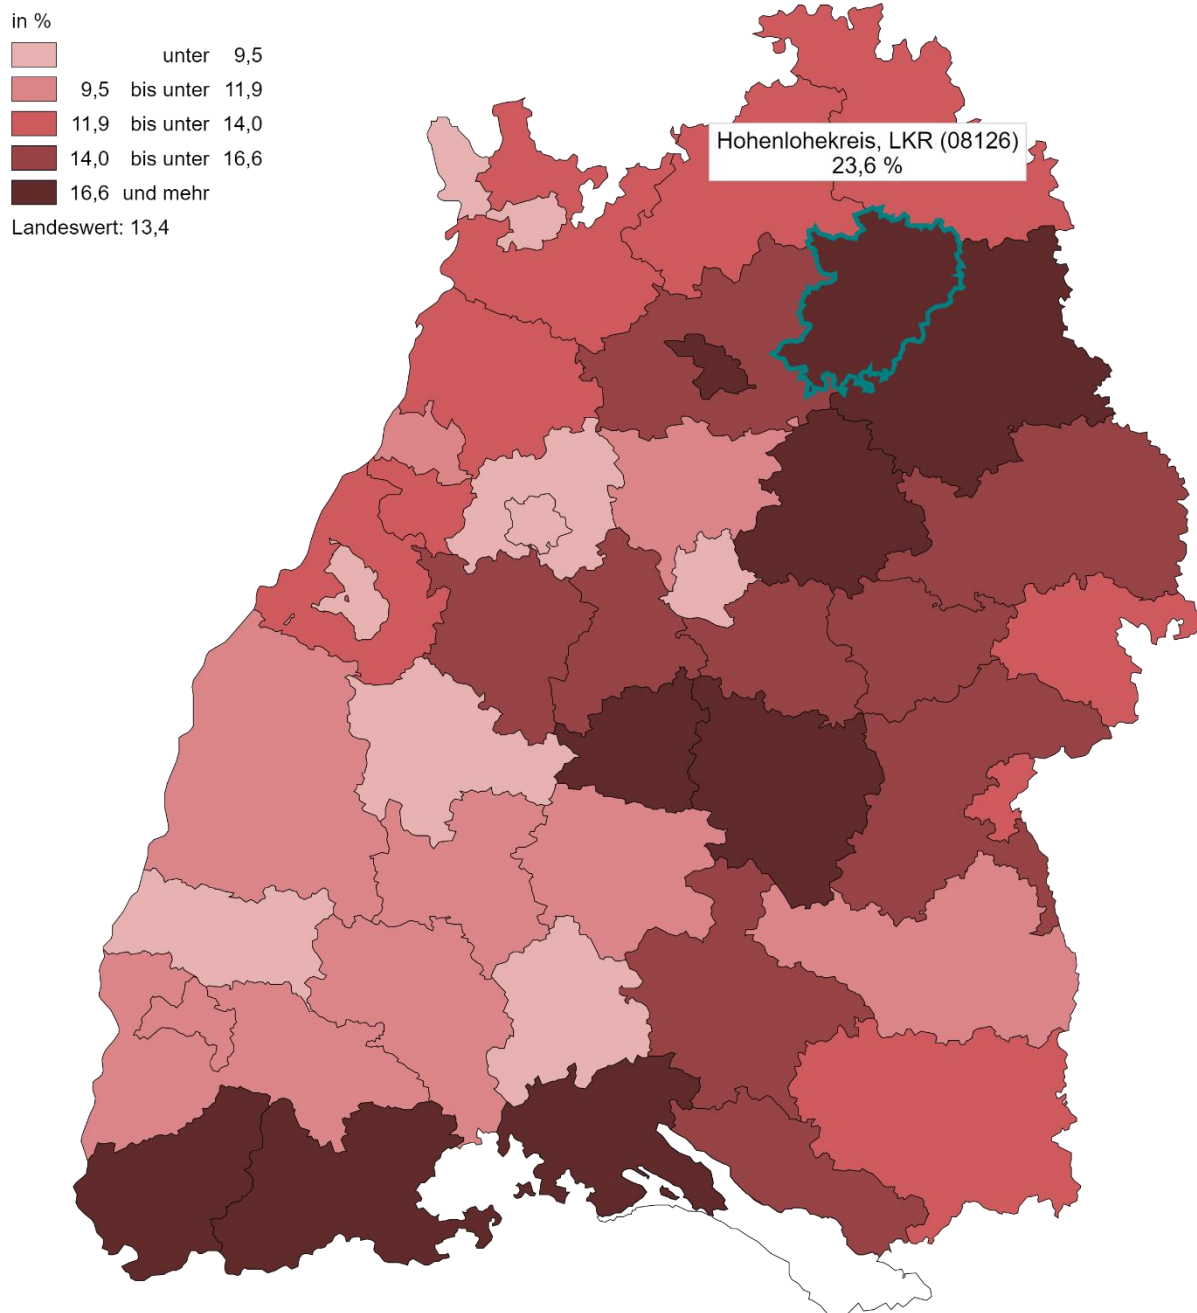 in %
unter 9,5
9,5 bis unter 11,9
11,9 bis unter 14,0
14,0 bis unter 16,6
16,6 und mehr
Landeswert: 13,4
Hohenlohekreis, LKR (08126)
23,6 %